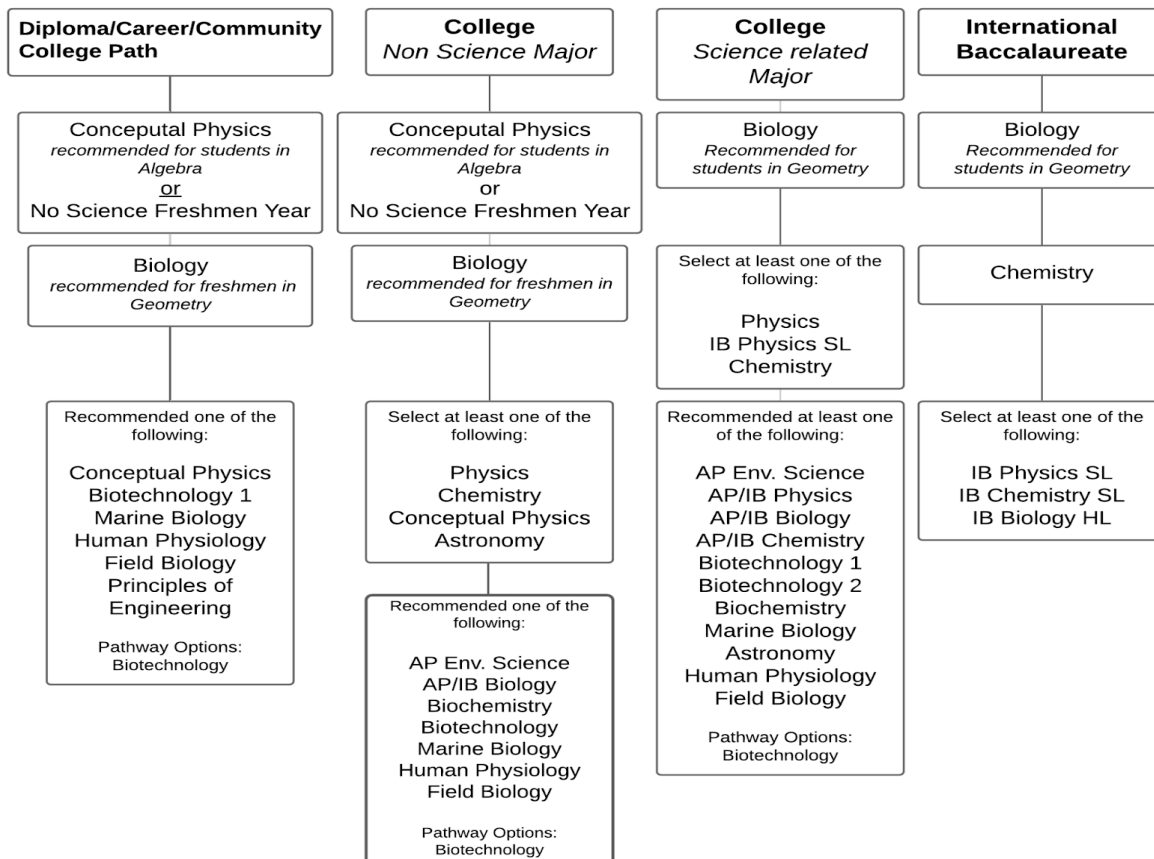 Diploma/Career/Community
College Path
Conceputal Physics
recommended for students in
Algebra
or
No Science Freshmen Year
Biology
recommended for freshmen in
Geometry
Recommended one of the
following:
Conceptual Physics
Biotechnology 1
Marine Biology
Human Physiology
Field Biology
Principles of
Engineering
Pathway Options:
Biotechnology
College
Non Science Major
Conceputal Physics
recommended for students in
Algebra
or
No Science Freshmen Year
Biology
recommended for freshmen in
Geometry
Select at least one of the
following:
Physics
Chemistry
Conceptual Physics
Astronomy
Recommended one of the
following:
AP Env. Science
AP/IB Biology
Biochemistry
Biotechnology
Marine Biology
Human Physiology
Field Biology
Pathway Options:
Biotechnology
College
Science related
Major
Biology
Recommended for
students in Geometry
Select at least one of the
following:
Physics
IB Physics SL
Chemistry
Recommended at least one
of the following:
AP Env. Science
AP/IB Physics
AP/IB Biology
AP/IB Chemistry
Biotechnology 1
Biotechnology 2
Biochemistry
Marine Biology
Astronomy
Human Physiology
Field Biology
Pathway Options:
Biotechnology
International
Baccalaureate
Biology
Recommended for
students in Geometry
Chemistry
Select at least one of the
following:
IB Physics SL
IB Chemistry SL
IB Biology HL